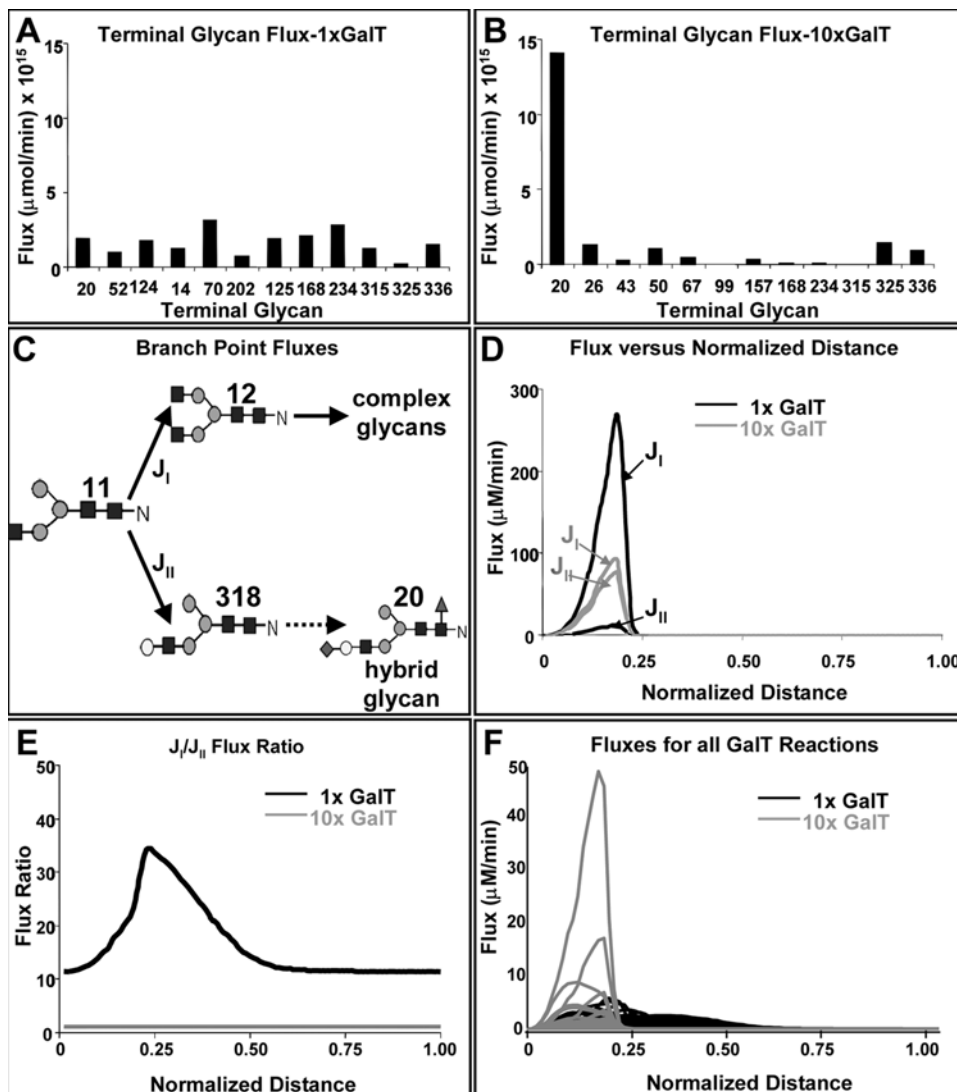 A Terminal Glycan Flux-1xGalT
Flux (μmol/min) x 10^15
15
10
5
0
20 52 124 14 70 202 125 168 234 315 325 336
Terminal Glycan
B Terminal Glycan Flux-10xGalT
Flux (μmol/min) x 10^15
15
10
5
0
20 26 43 50 67 99 157 168 234 315 325 336
Terminal Glycan
C Branch Point Fluxes
12
N
complex
glycans
J_I
11
N
J_II
318
N
20
N
hybrid
glycan
D Flux versus Normalized Distance
1x GalT
10x GalT
Flux (μM/min)
300
200
100
0
J_I
J_I
J_II
J_II
0 0.25 0.50 0.75 1.00
Normalized Distance
E J_I/J_II Flux Ratio
1x GalT
10x GalT
Flux Ratio
50
40
30
20
10
0
0 0.25 0.50 0.75 1.00
Normalized Distance
F Fluxes for all GalT Reactions
1x GalT
10x GalT
Flux (μM/min)
50
40
30
20
10
0
0 0.25 0.50 0.75 1.00
Normalized Distance